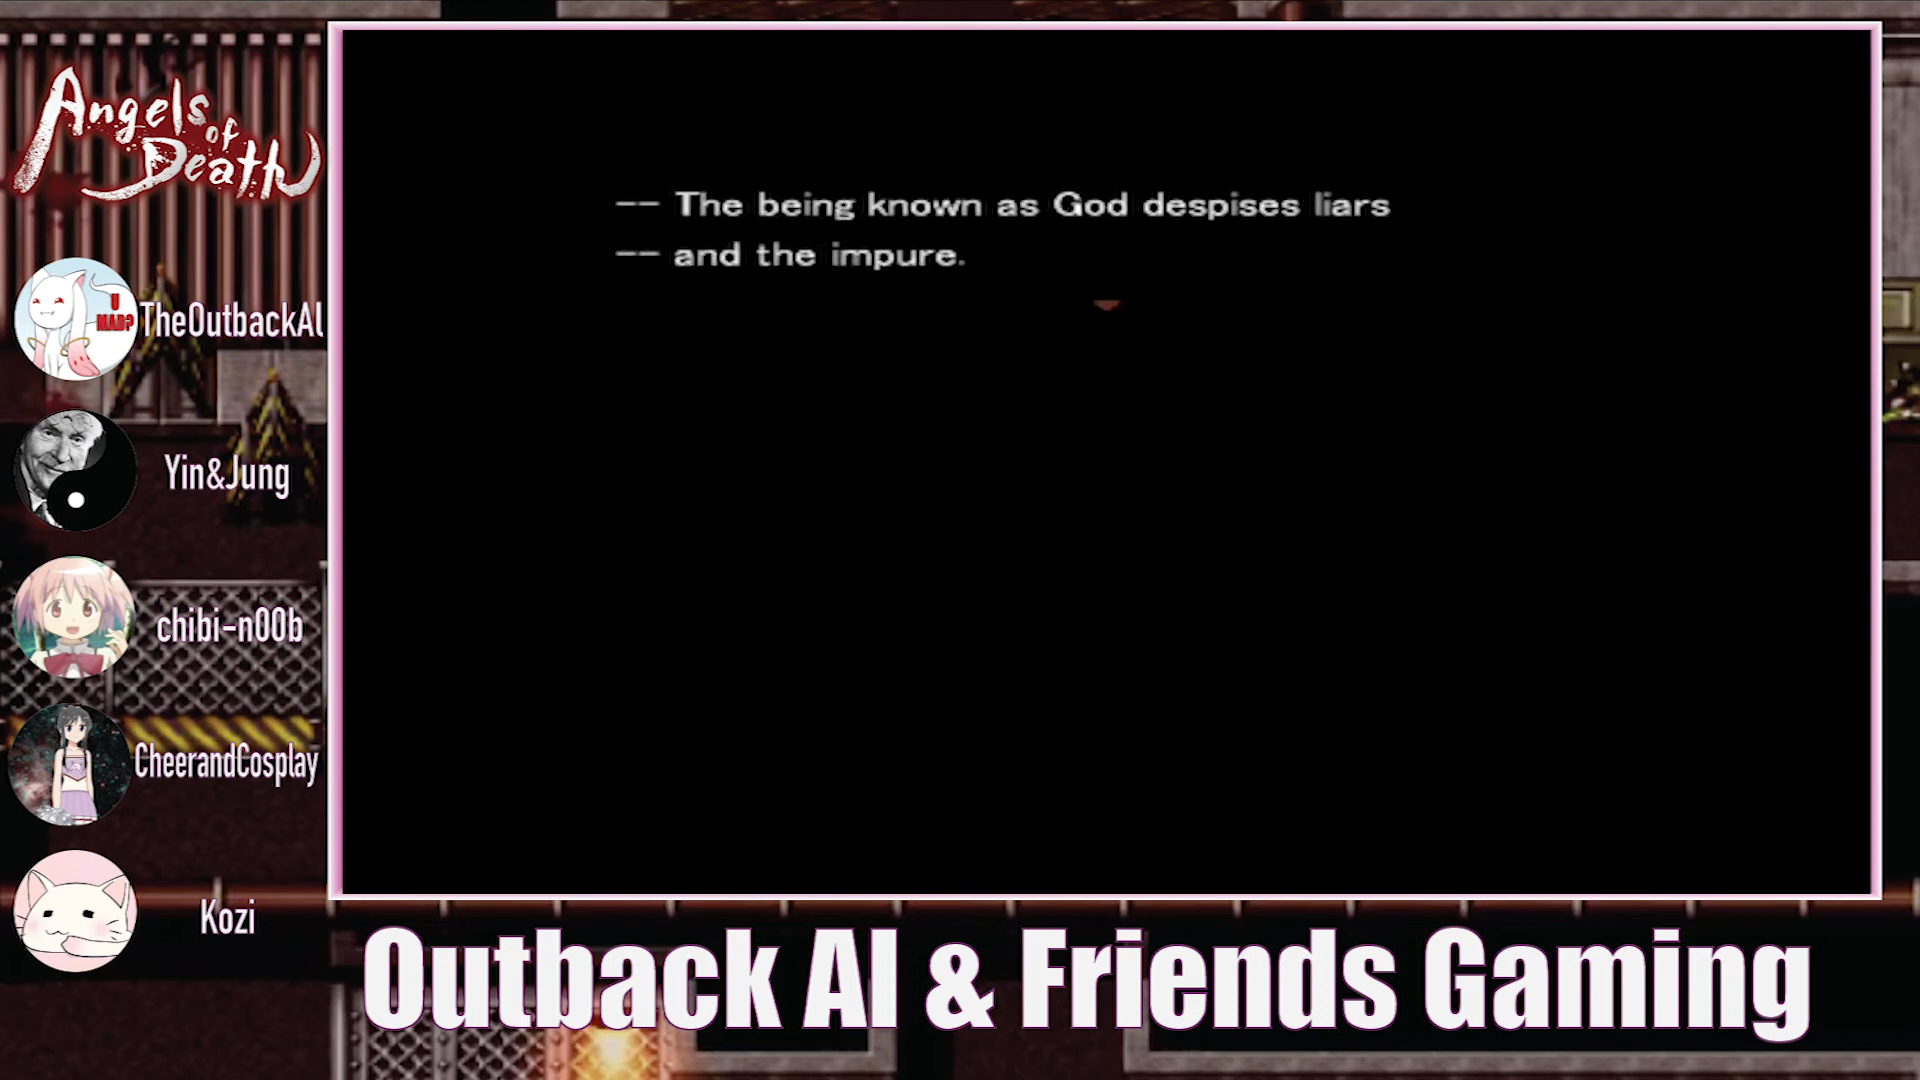 Angels
of
Death
-- The being known as God despises liars
-- and the impure.
U
MAD?
TheOutbackAl
Yin&Jung
chibi-n00b
CheerandCosplay
Kozi
Outback Al & Friends Gaming